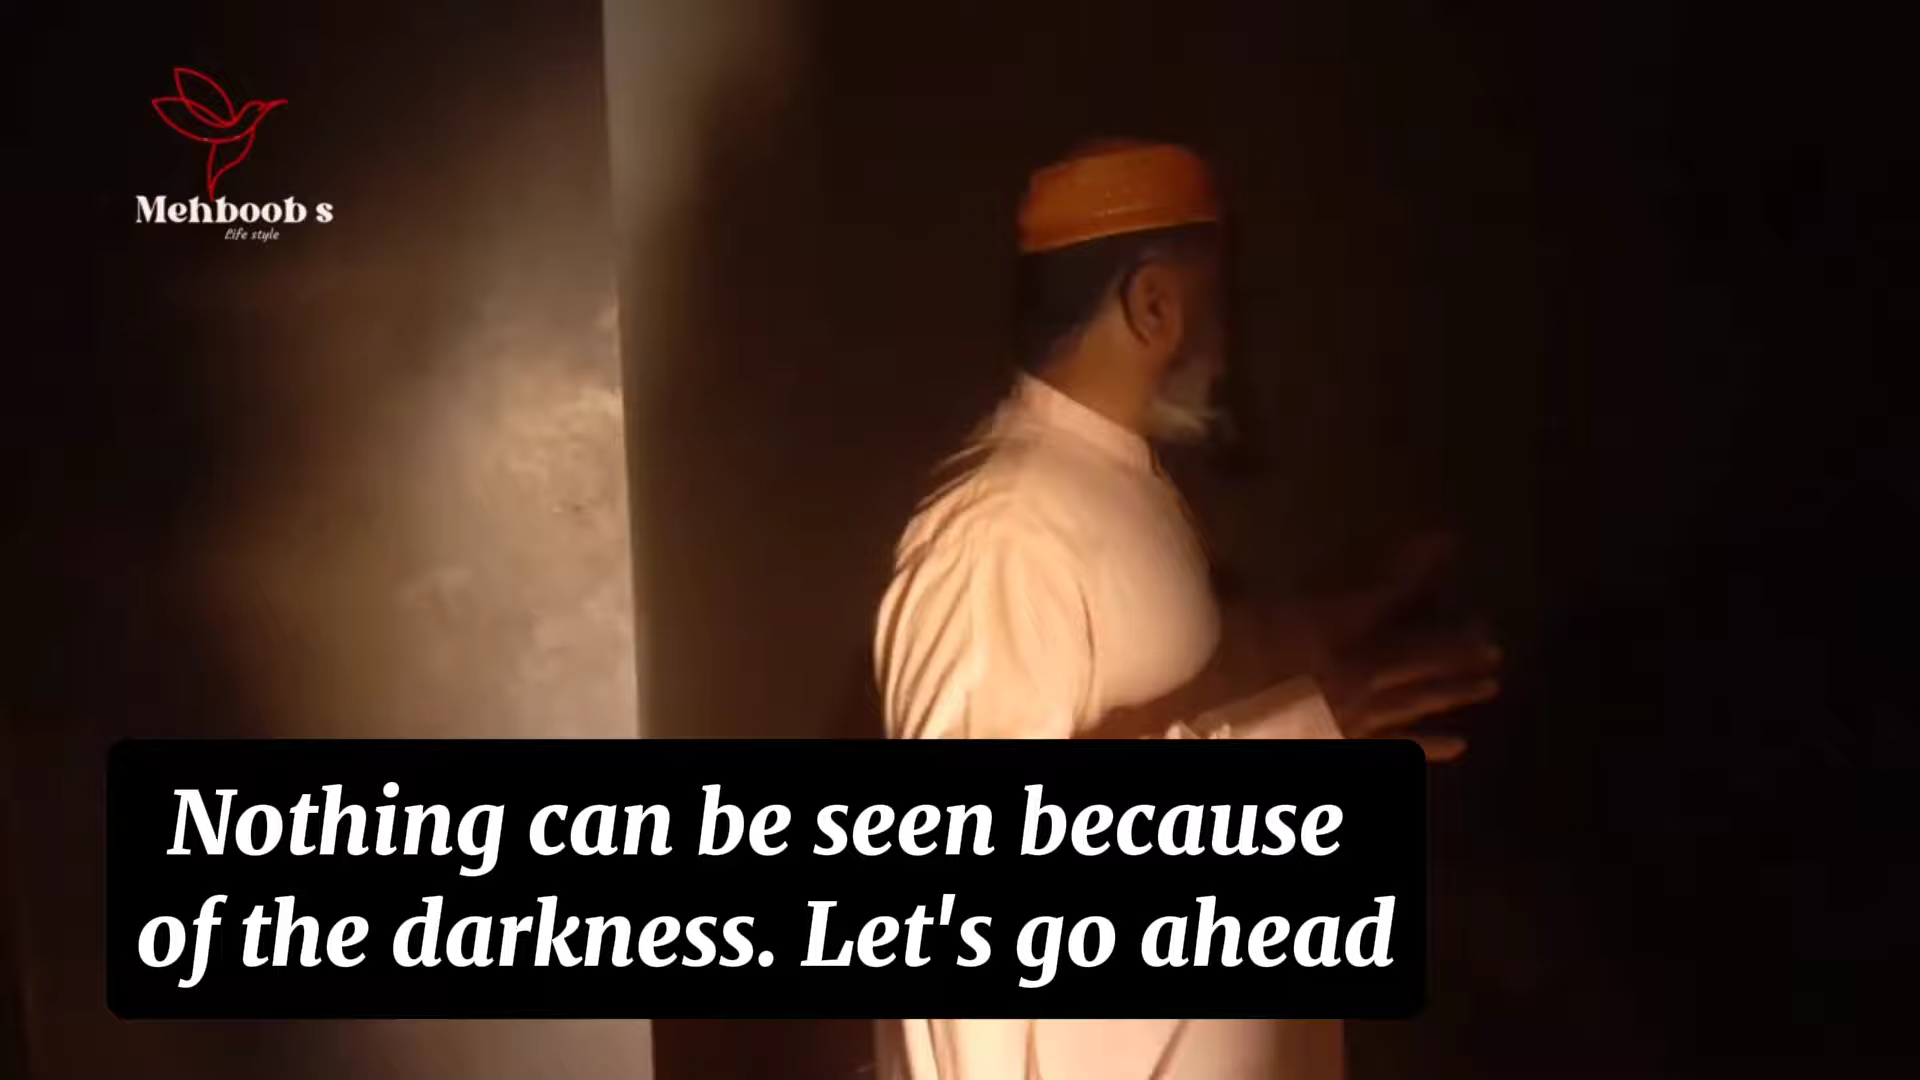 Mehboob s
Life style
Nothing can be seen because
of the darkness. Let's go ahead